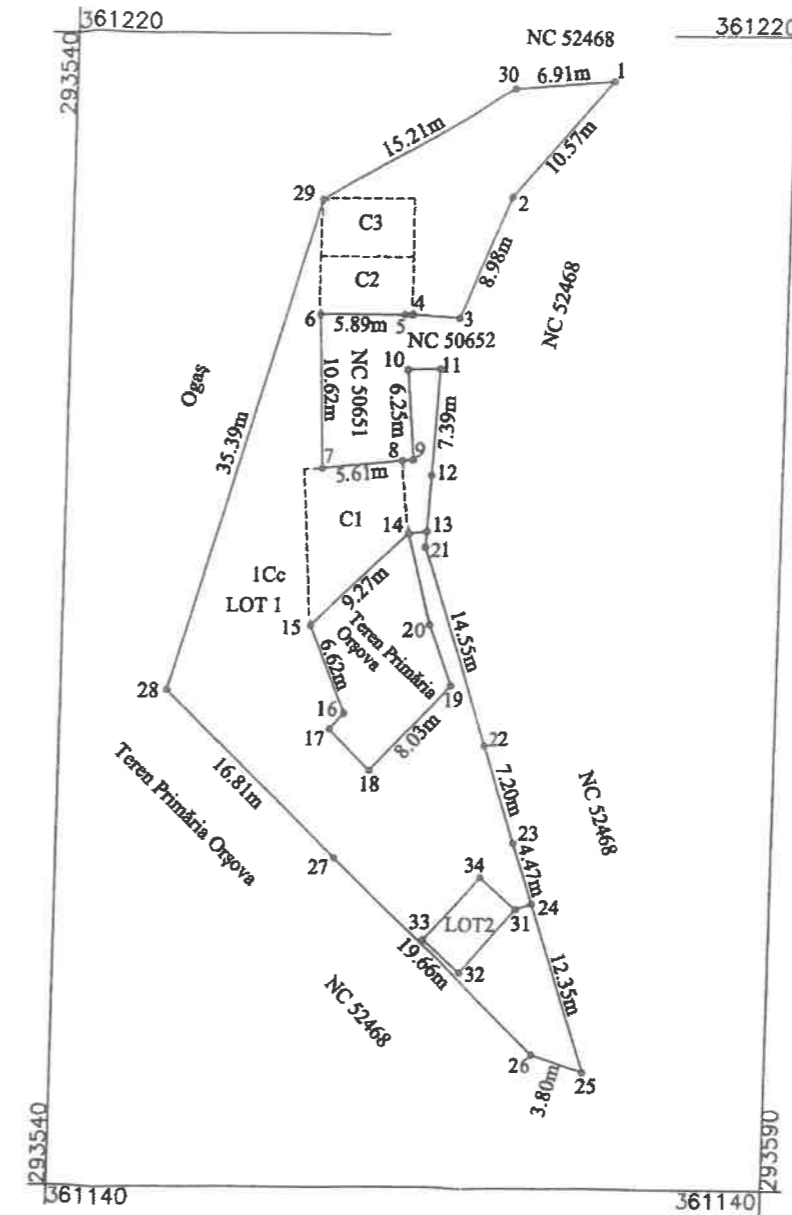 361220
361220
293540
NC 52468
30
6.91m
1
15.21m
10.57m
29
2
C3
8.98m
C2
NC 52468
6
5.89m
5
4
3
NC 50652
10
11
Ogaş
10.62m
NC 50651
6.25m
7.39m
35.39m
7
5.61m
8
9
12
C1
14
13
21
1Cc
LOT 1
9.27m
14.55m
15
Teren Primăria
Orşova
20
6.62m
28
16
19
17
8.03m
18
22
Teren Primăria Orşova
16.81m
7.20m
NC 52468
23
27
34
4.47m
24
33
LOT2
31
32
19.66m
12.35m
NC 52468
26
25
3.80m
293540
293590
361140
361140